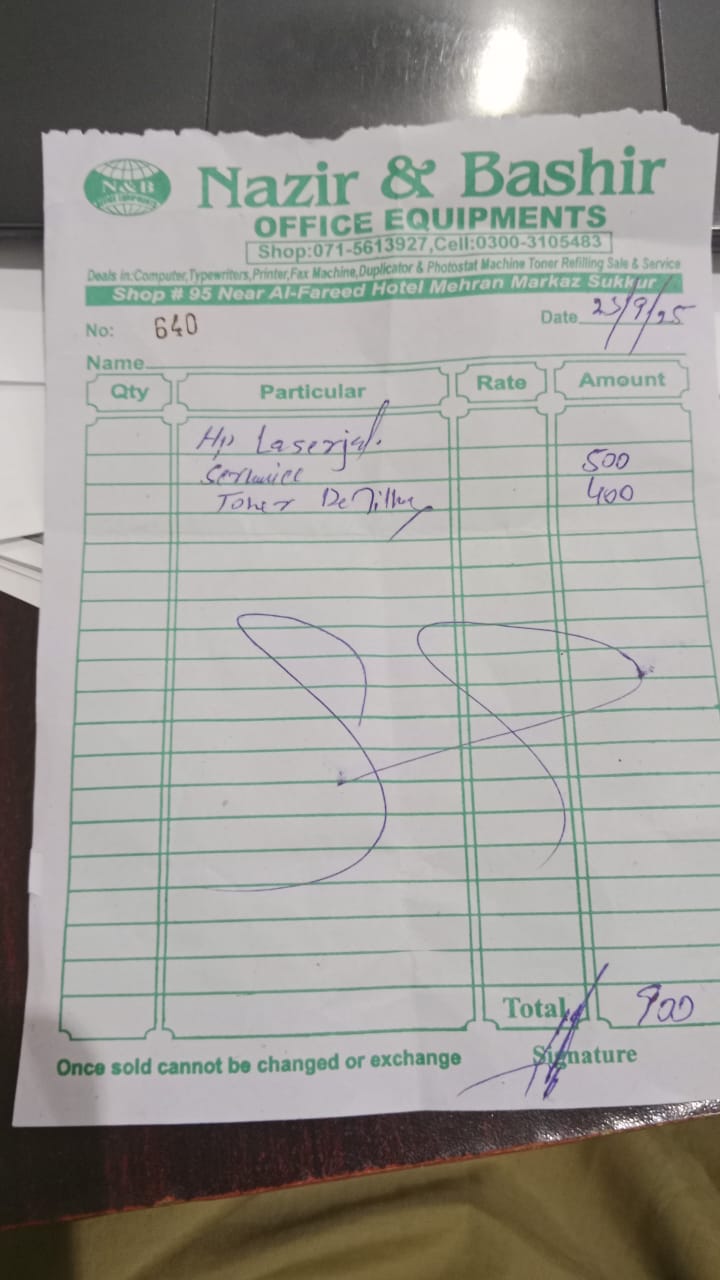 N&B
Nazir & Bashir
OFFICE EQUIPMENTS
Shop:071-5613927,Cell:0300-3105483
Deals in:Computer,Typewriters,Printer,Fax Machine,Duplicator & Photostat Machine Toner Refilling Sale & Service
Shop # 95 Near Al-Fareed Hotel Mehran Markaz Sukkur
No: 640 Date 23/9/25
Name
Qty Particular Rate Amount
Hp Laserjet
500
Toner 400
Total 900
Once sold cannot be changed or exchange Signature